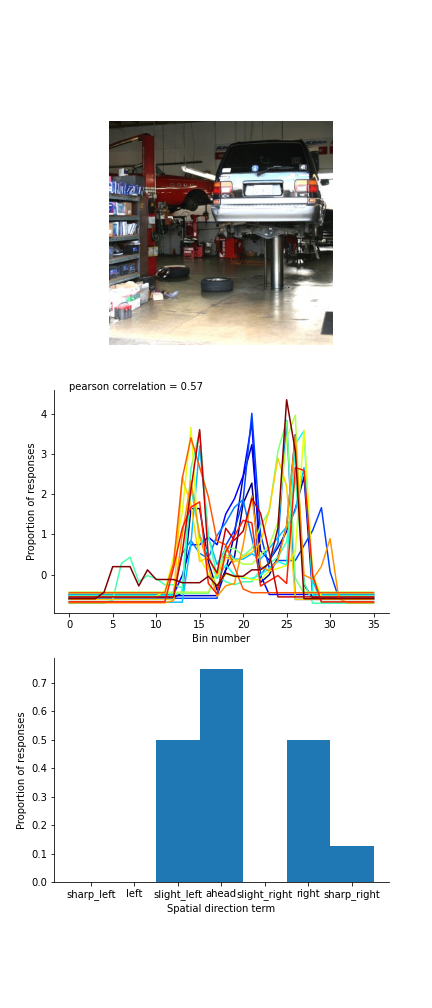 pearson correlation = 0.57
4
3
2
1
0
Proportion of responses
0 5 10 15 20 25 30 35
Bin number
0.7
0.6
0.5
0.4
0.3
0.2
0.1
0.0
Proportion of responses
sharp_left left slight_left ahead slight_right right sharp_right
Spatial direction term